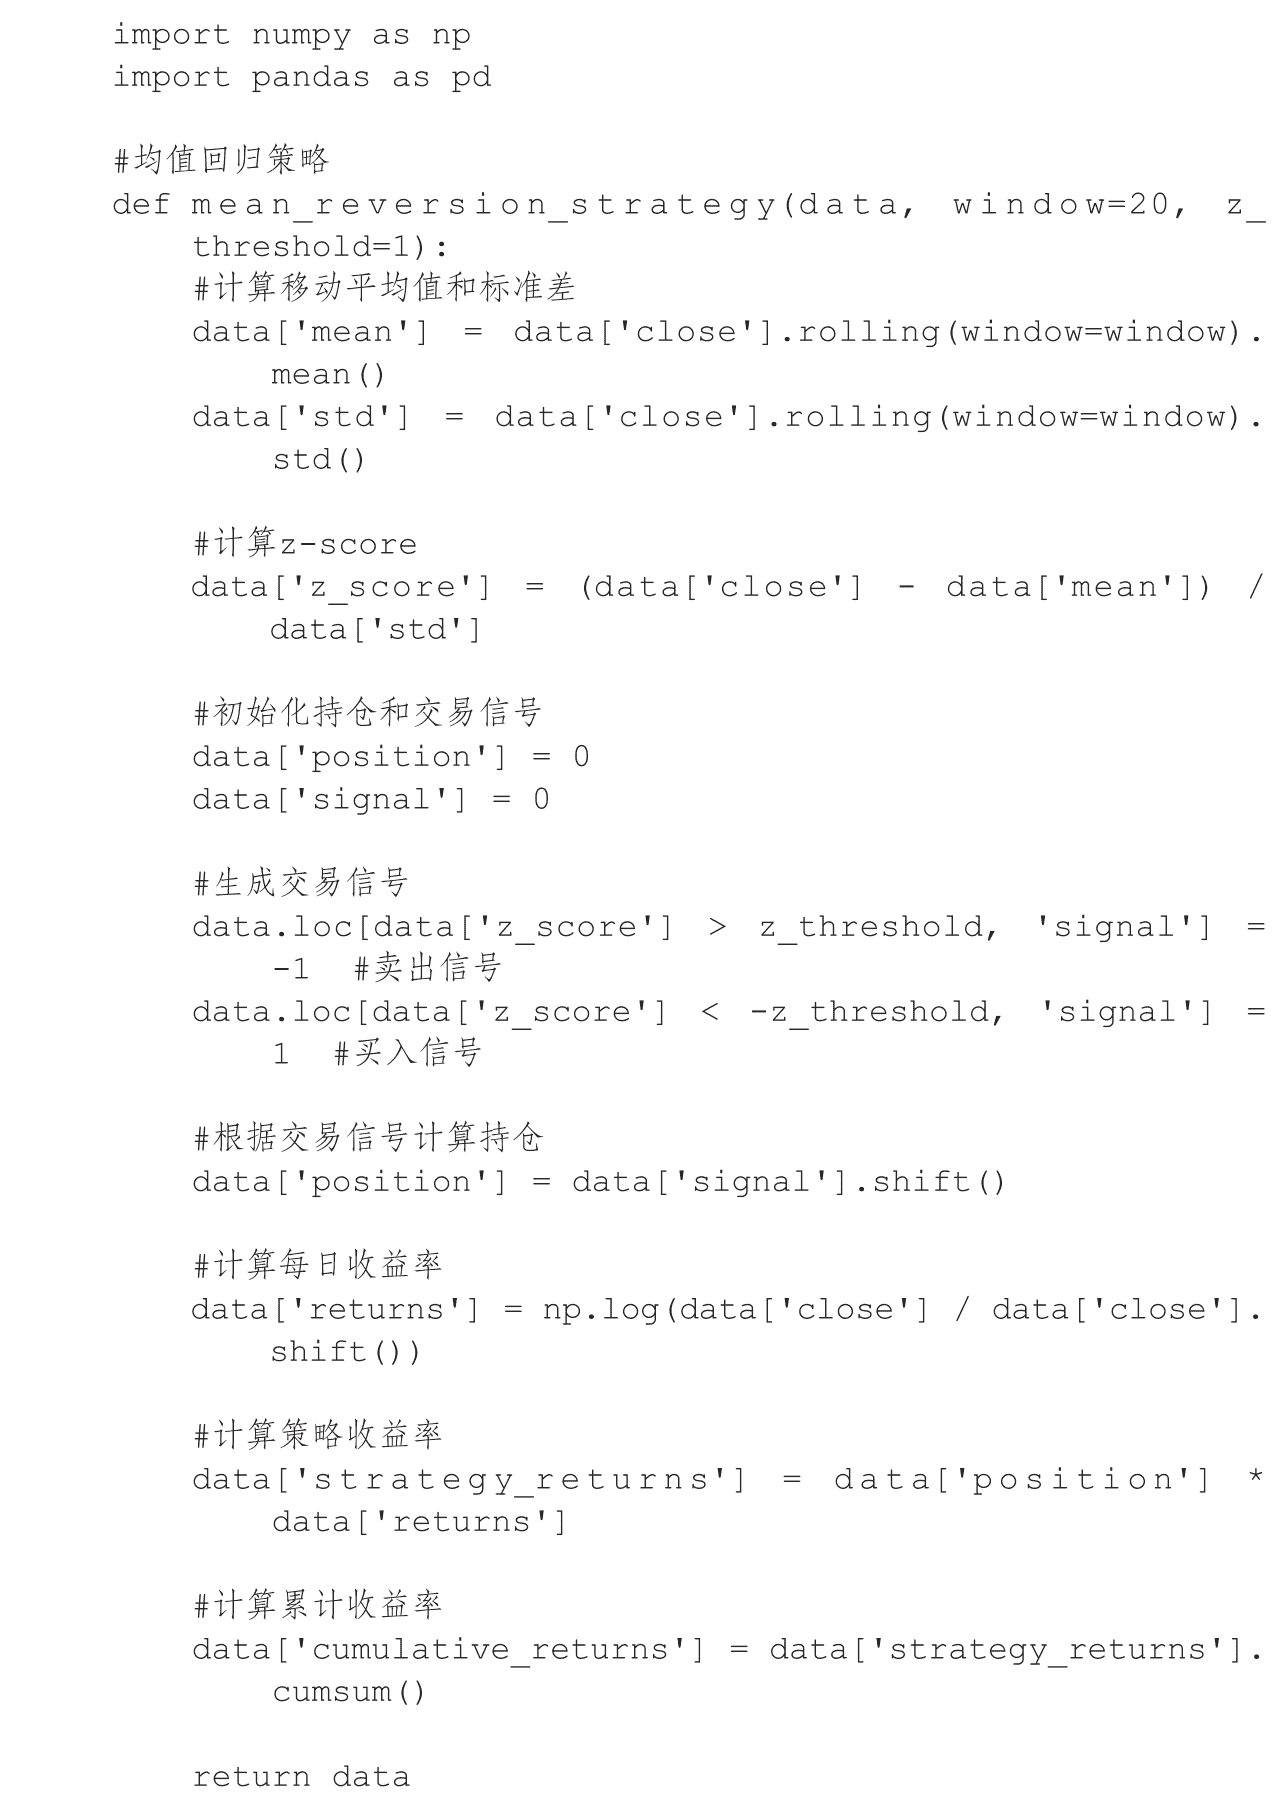 import numpy as np
import pandas as pd
#均值回归策略
def mean_reversion_strategy(data, window=20, z_
threshold=1):
#计算移动平均值和标准差
data['mean'] = data['close'].rolling(window=window).
mean()
data['std'] = data['close'].rolling(window=window).
std()
#计算z-score
data['z_score'] = (data['close'] - data['mean']) /
data['std']
#初始化持仓和交易信号
data['position'] = 0
data['signal'] = 0
#生成交易信号
data.loc[data['z_score'] > z_threshold, 'signal'] =
-1  #卖出信号
data.loc[data['z_score'] < -z_threshold, 'signal'] =
1  #买入信号
#根据交易信号计算持仓
data['position'] = data['signal'].shift()
#计算每日收益率
data['returns'] = np.log(data['close'] / data['close'].
shift())
#计算策略收益率
data['strategy_returns'] = data['position'] *
data['returns']
#计算累计收益率
data['cumulative_returns'] = data['strategy_returns'].
cumsum()
return data